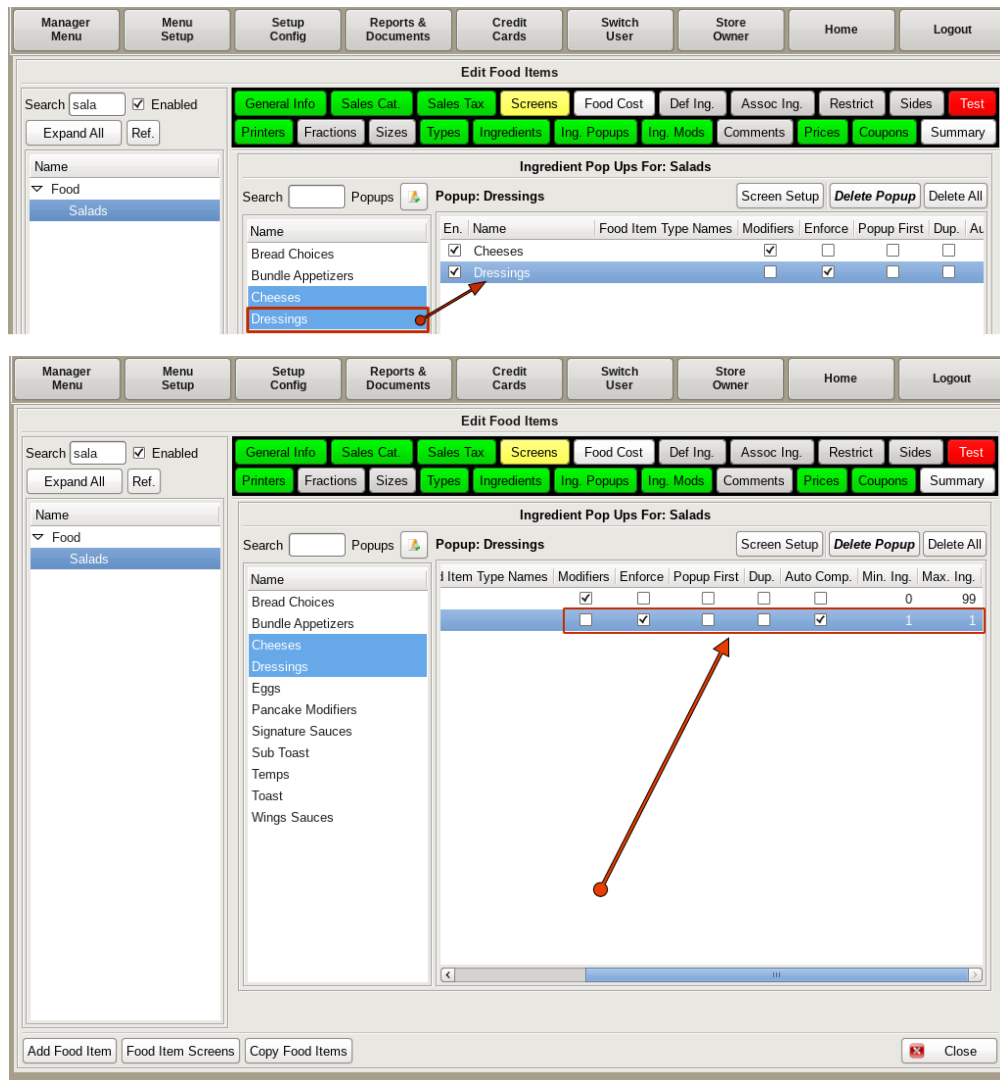 Manager Menu Setup Reports & Credit Switch Store Home Logout
Menu Setup Config Documents Cards User Owner
Edit Food Items
Search sala Enabled General Info Sales Cat. Sales Tax Screens Food Cost Def Ing. Assoc Ing. Restrict Sides Test
Expand All Ref. Printers Fractions Sizes Types Ingredients Ing. Popups Ing. Mods Comments Prices Coupons Summary
Name
Food
Salads
Ingredient Pop Ups For: Salads
Search Popups Popup: Dressings Screen Setup Delete Popup Delete All
Name
Bread Choices
Bundle Appetizers
Cheeses
Dressings
En. Name Food Item Type Names Modifiers Enforce Popup First Dup. Au
Cheeses
Dressings
Manager Menu Setup Reports & Credit Switch Store Home Logout
Menu Setup Config Documents Cards User Owner
Edit Food Items
Search sala Enabled General Info Sales Cat. Sales Tax Screens Food Cost Def Ing. Assoc Ing. Restrict Sides Test
Expand All Ref. Printers Fractions Sizes Types Ingredients Ing. Popups Ing. Mods Comments Prices Coupons Summary
Name
Food
Salads
Ingredient Pop Ups For: Salads
Search Popups Popup: Dressings Screen Setup Delete Popup Delete All
Name
Bread Choices
Bundle Appetizers
Cheeses
Dressings
Eggs
Pancake Modifiers
Signature Sauces
Sub Toast
Temps
Toast
Wings Sauces
Item Type Names Modifiers Enforce Popup First Dup. Auto Comp. Min. Ing. Max. Ing.
0 99
1 1
Add Food Item Food Item Screens Copy Food Items Close